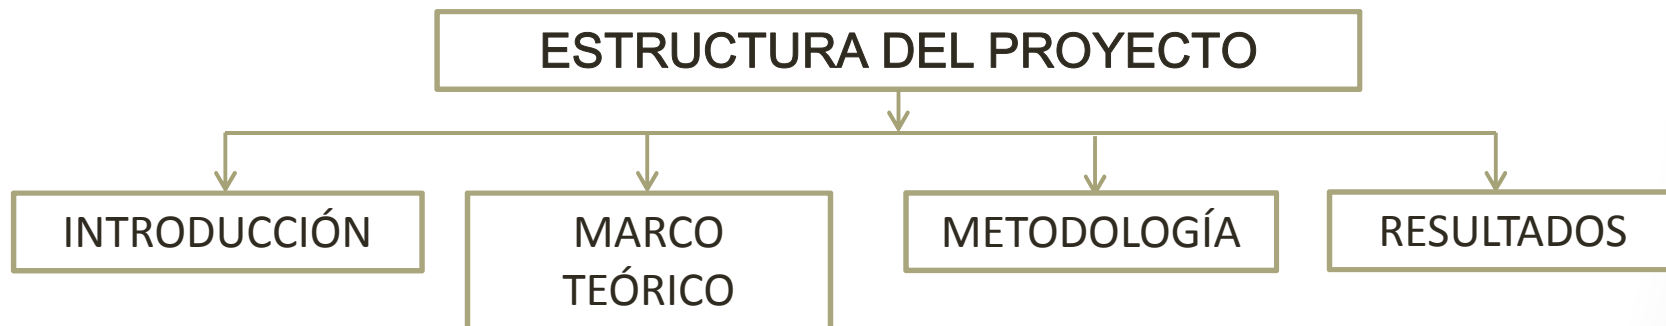 ESTRUCTURA DEL PROYECTO
INTRODUCCIÓN
MARCO
TEÓRICO
METODOLOGÍA
RESULTADOS